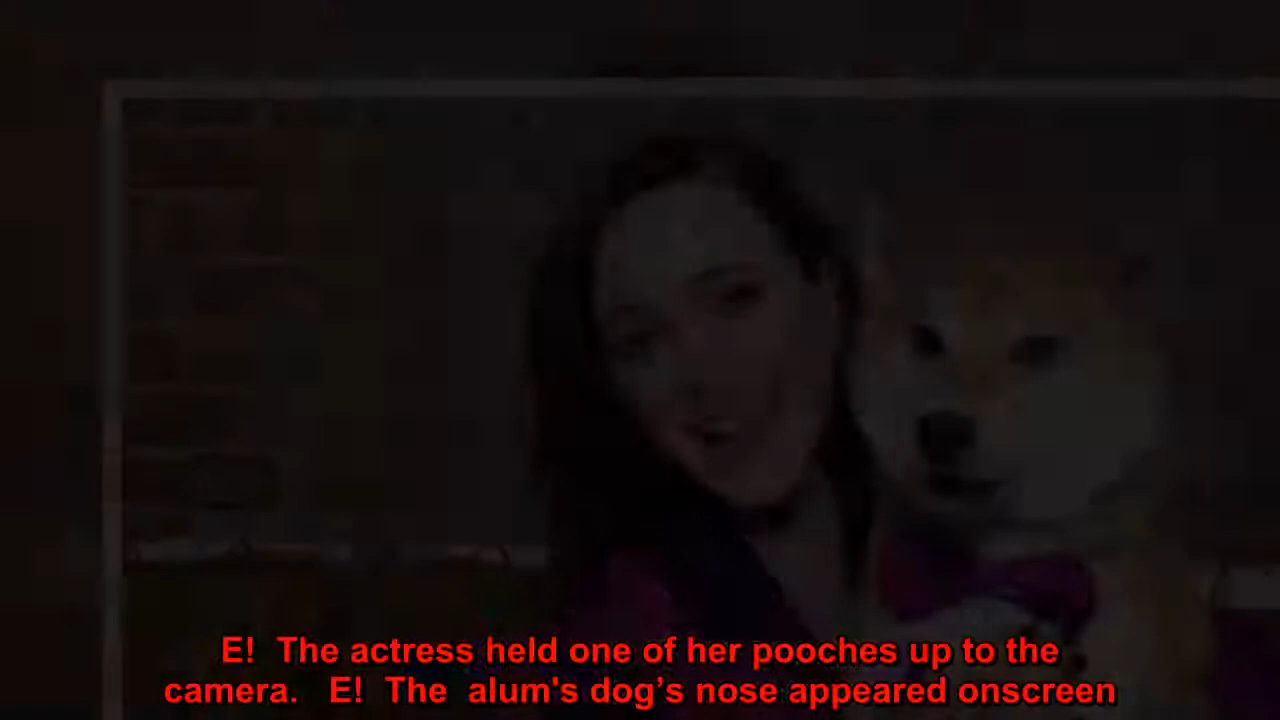 E!  The actress held one of her pooches up to the
camera.   E!  The  alum's dog’s nose appeared onscreen